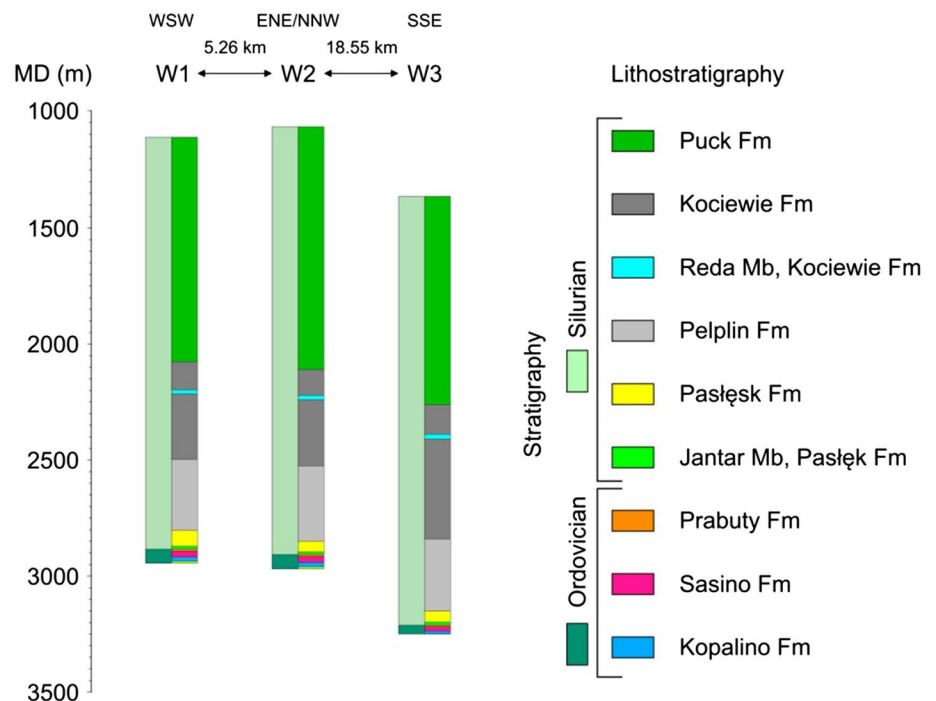 WSW ENE/NNW SSE
5.26 km 18.55 km
MD (m) W1 W2 W3 Lithostratigraphy
1000
1500
2000
2500
3000
3500
Stratigraphy
Silurian
Puck Fm
Kociewie Fm
Reda Mb, Kociewie Fm
Pelplin Fm
Pasłęsk Fm
Jantar Mb, Pasłęk Fm
Ordovician
Prabuty Fm
Sasino Fm
Kopalino Fm